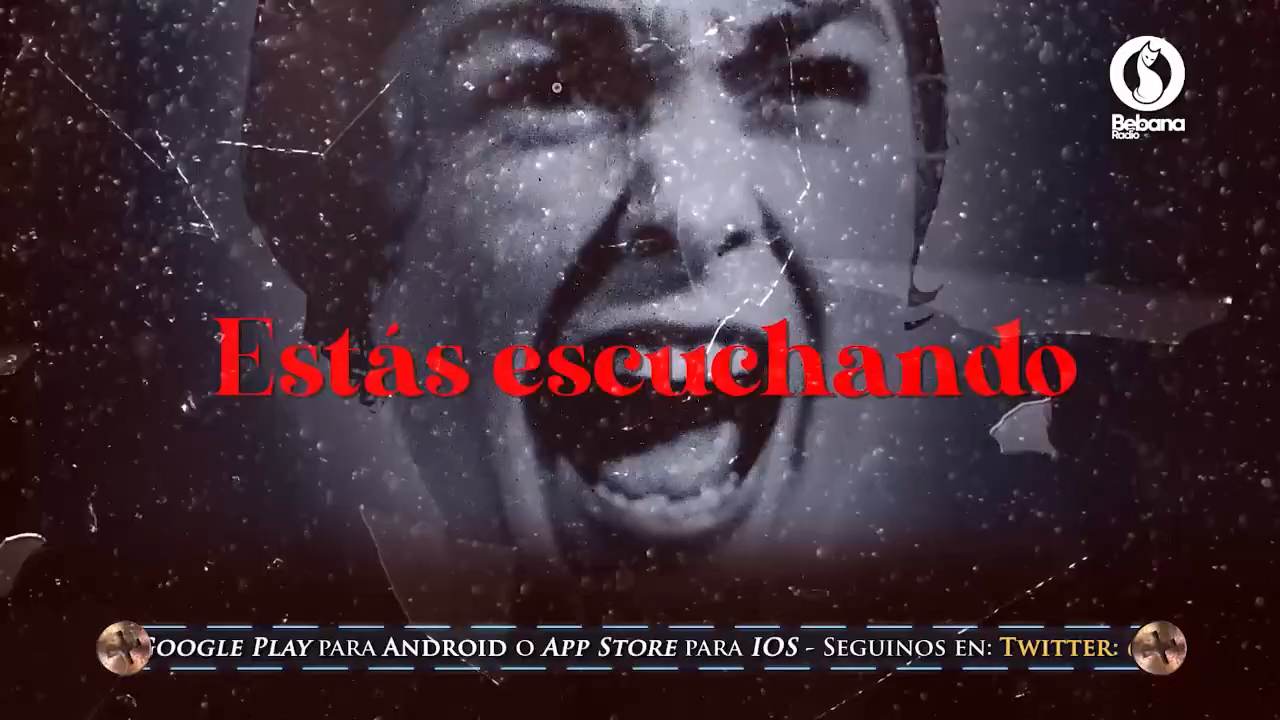 Bebana
Radio
Estás escuchando
GOOGLE PLAY PARA ANDROID O APP STORE PARA IOS - SEGUINOS EN: TWITTER: